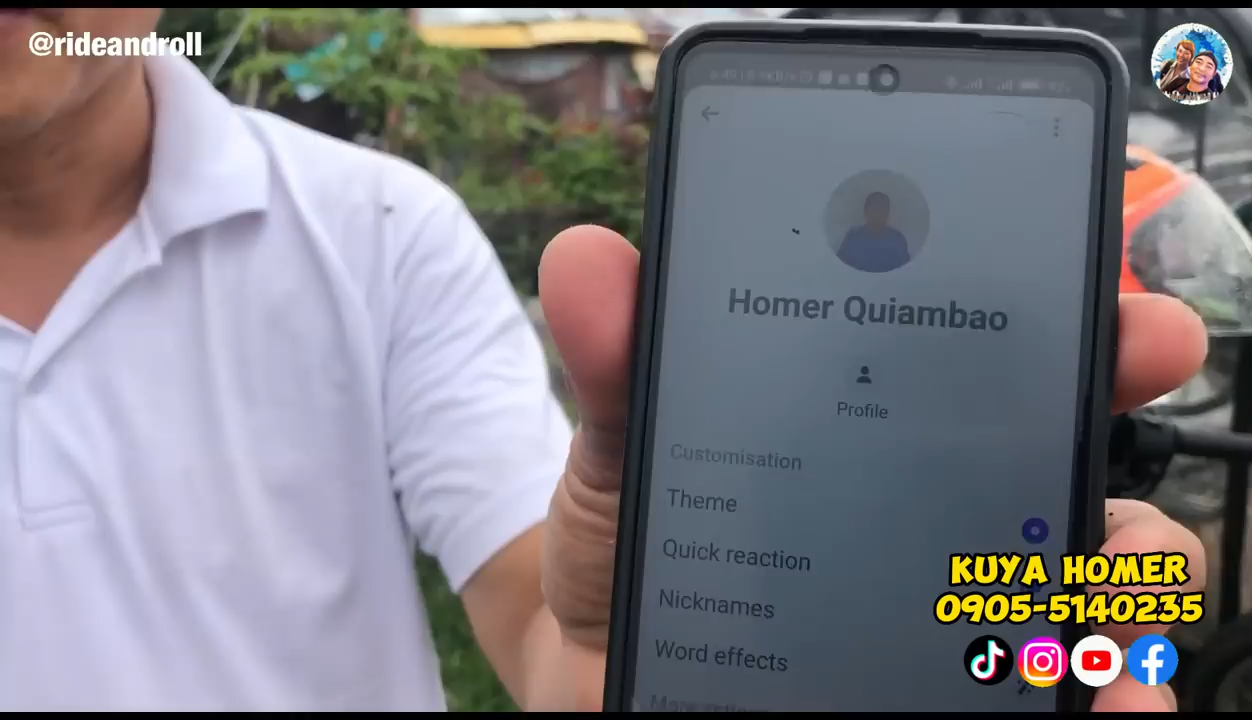 @rideandroll
Homer Quiambao
Profile
Customisation
Theme
Quick reaction
Nicknames
Word effects
KUYA HOMER
0905-5140235